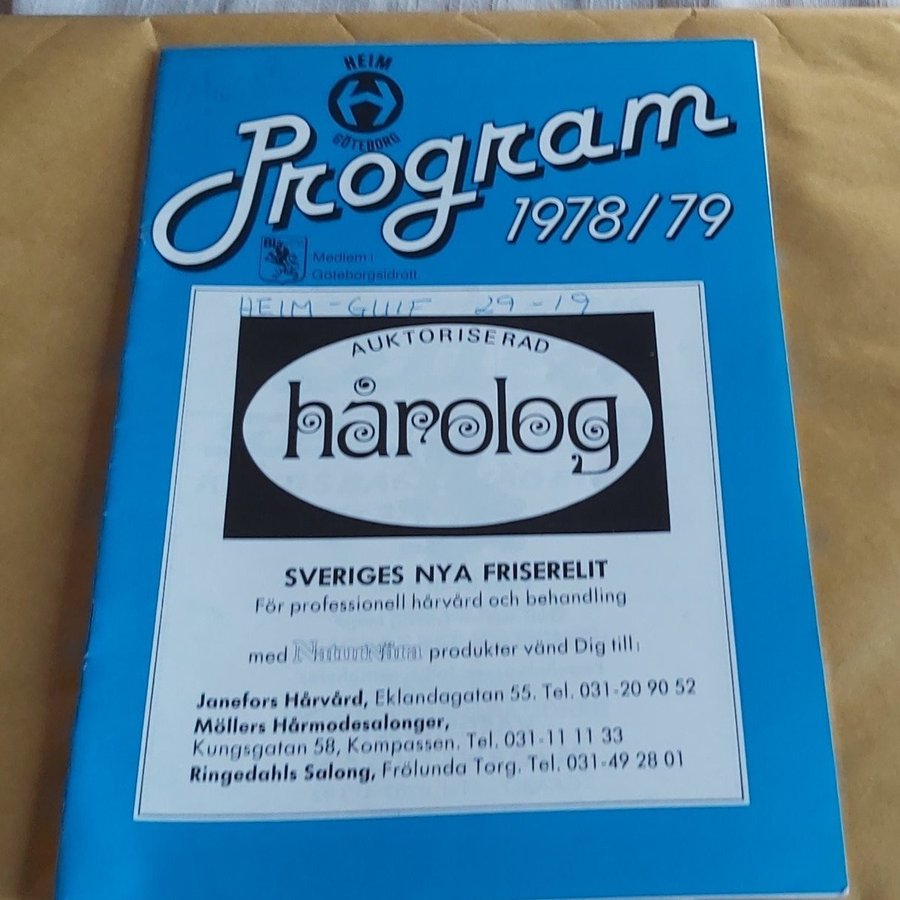 HEIM
GÖTEBORG
Program
1978/79
Medlem i
Göteborgsidrott
HEIM - GUIF 29-19
AUKTORISERAD
hårolog
SVERIGES NYA FRISERELIT
För professionell hårvård och behandling
med NaturNära produkter vänd Dig till:
Janefors Hårvård, Eklandagatan 55. Tel. 031-20 90 52
Möllers Hårmodesalonger,
Kungsgatan 58, Kompassen. Tel. 031-11 11 33
Ringedahls Salong, Frölunda Torg. Tel. 031-49 28 01